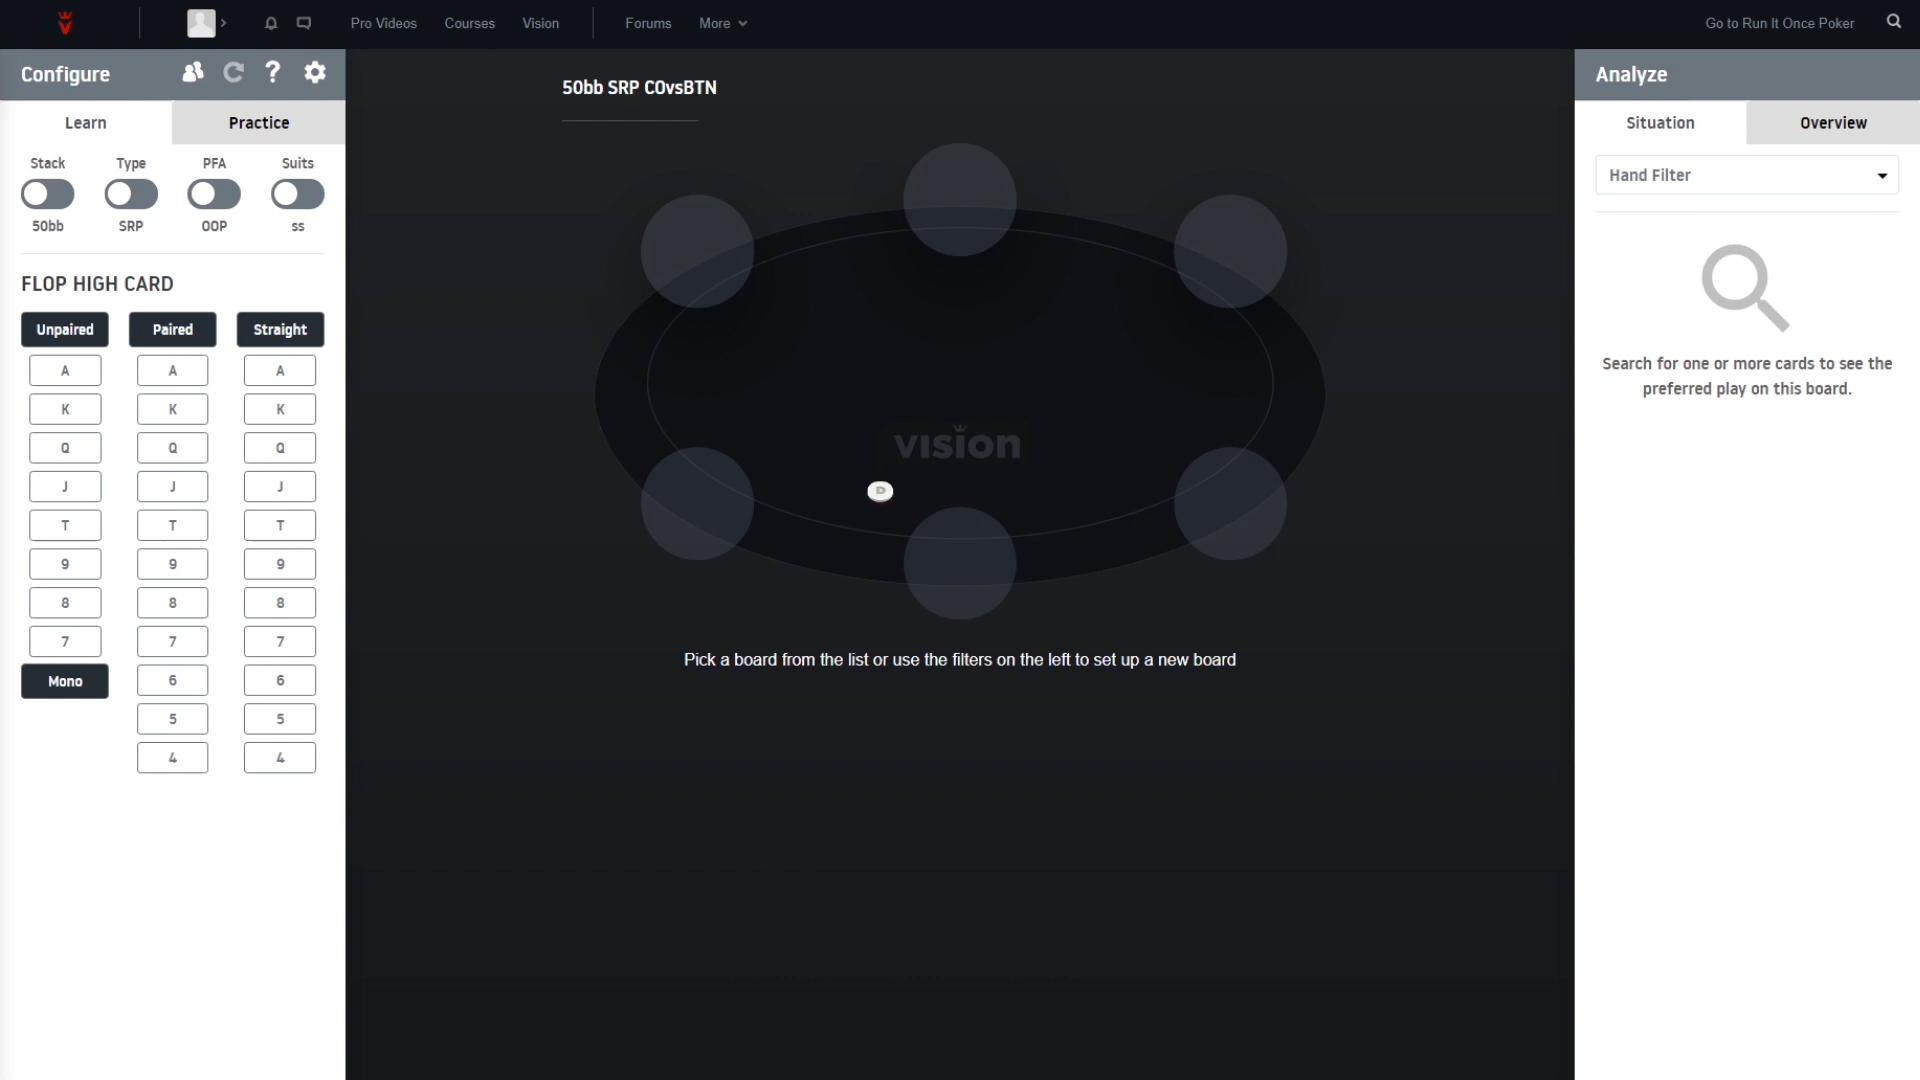 Pro Videos Courses Vision Forums More Go to Run It Once Poker
Configure
Learn Practice
Stack Type PFA Suits
50bb SRP OOP ss
FLOP HIGH CARD
Unpaired Paired Straight
A A A
K K K
Q Q Q
J J J
T T T
9 9 9
8 8 8
7 7 7
Mono 6 6
5 5
4 4
50bb SRP COvsBTN
vision
D
Pick a board from the list or use the filters on the left to set up a new board
Analyze
Situation Overview
Hand Filter
Search for one or more cards to see the
preferred play on this board.